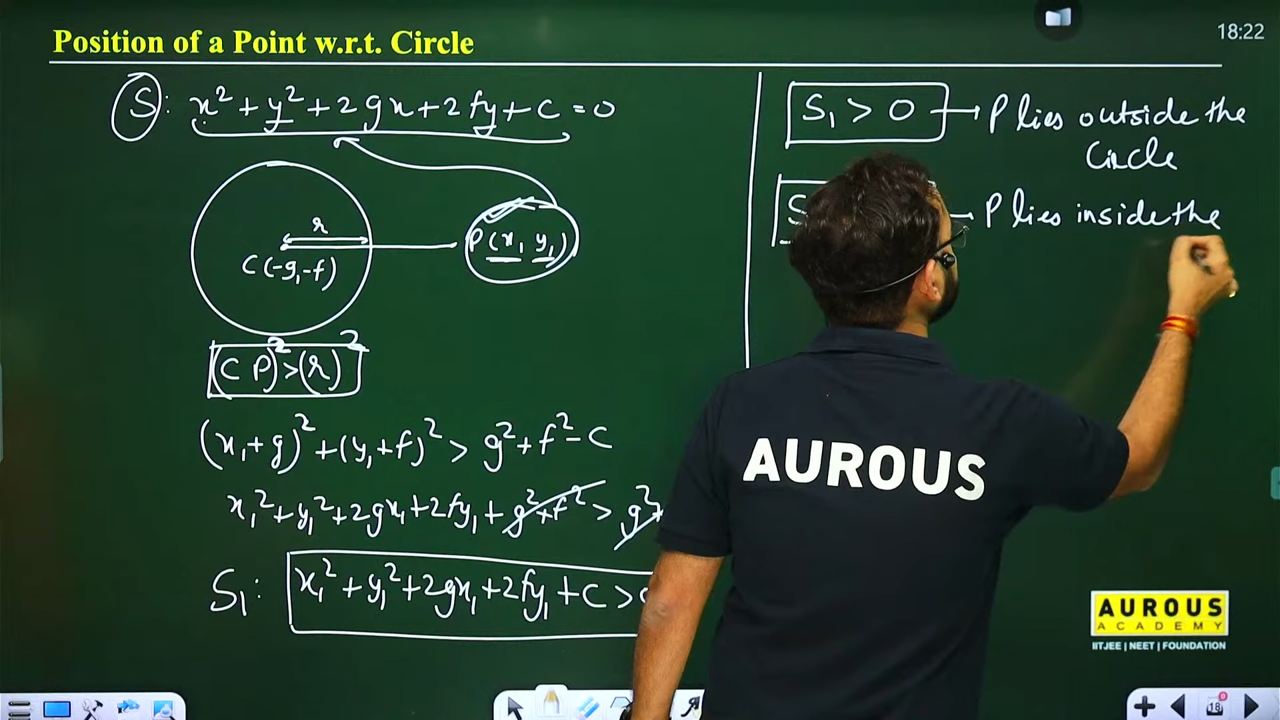 Position of a Point w.r.t. Circle
18:22
S: x² + y² + 2gx + 2fy + c = 0
r
C(-g,-f)
P(x₁, y₁)
(CP)² > (r)²
(x₁+g)² + (y₁+f)² > g² + f² - c
x₁² + y₁² + 2gx₁ + 2fy₁ + g² + f² > g²
S₁: x₁² + y₁² + 2gx₁ + 2fy₁ + c >
S₁ > 0 → P lies outside the
Circle
S
P lies inside the
AUROUS
AUROUS
ACADEMY
IITJEE | NEET | FOUNDATION
18